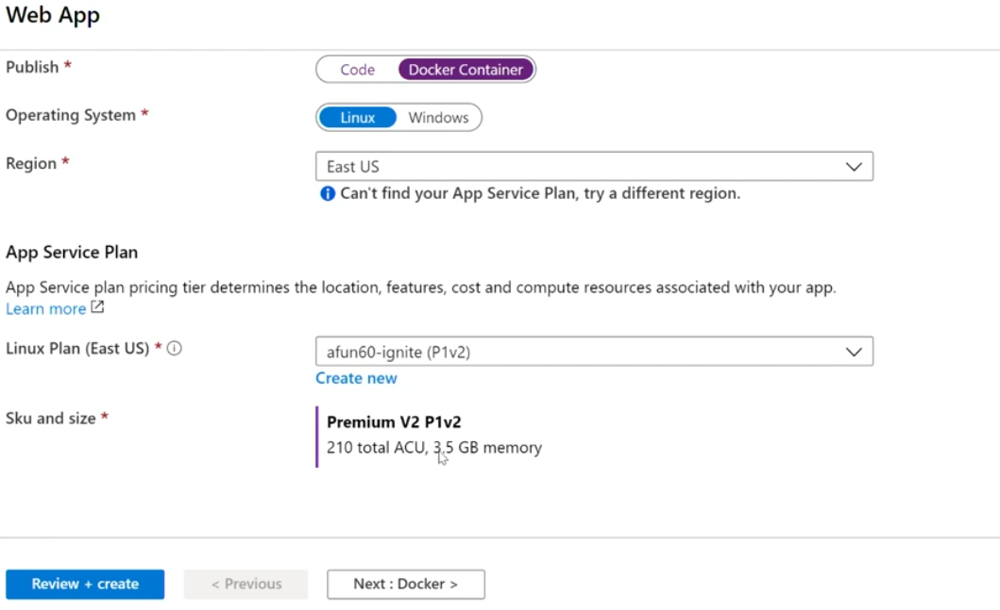 Web App
Publish *
Code Docker Container
Operating System *
Linux Windows
Region *
East US
Can't find your App Service Plan, try a different region.
App Service Plan
App Service plan pricing tier determines the location, features, cost and compute resources associated with your app.
Learn more
Linux Plan (East US) *
afun60-ignite (P1v2)
Create new
Sku and size *
Premium V2 P1v2
210 total ACU, 3.5 GB memory
Review + create < Previous Next : Docker >